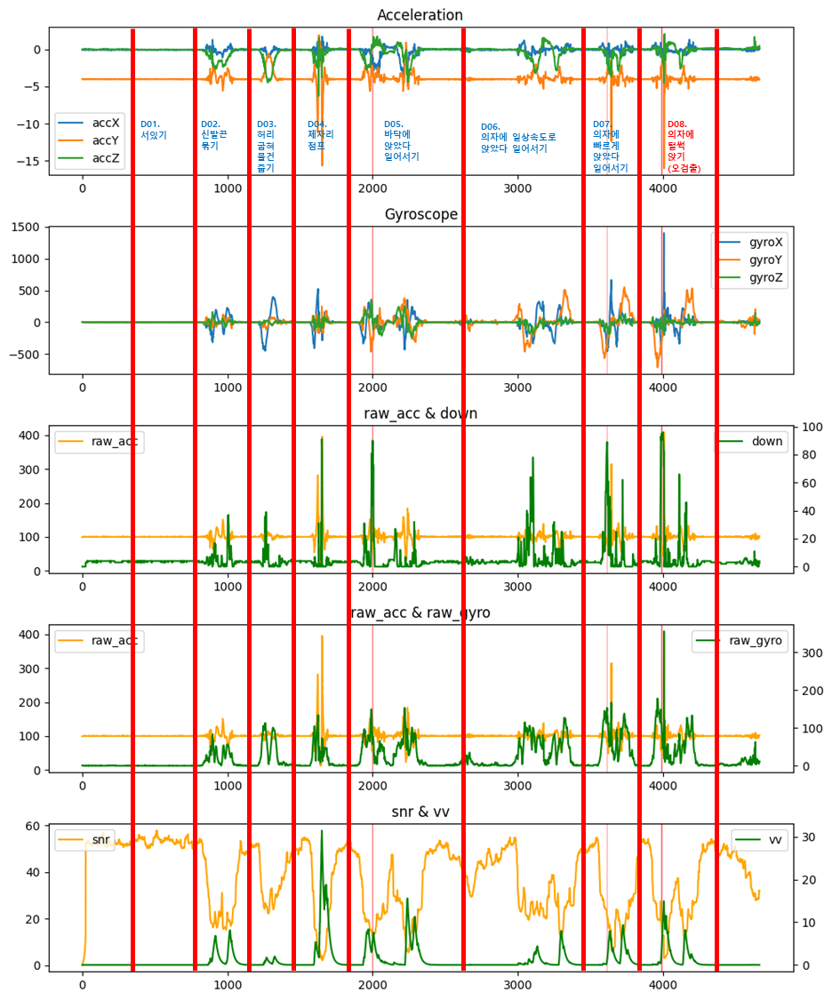 Acceleration
0
−5
−10
−15
accX
accY
accZ
D01.
서있기
D02.
신발끈
묶기
D03.
허리
굽혀
물건
줍기
D04.
제자리
점프
D05.
바닥에
앉았다
일어서기
D06.
의자에 일상속도로
앉았다 일어서기
D07.
의자에
빠르게
앉았다
일어서기
D08.
의자에
털썩
앉기
(오검출)
0 1000 2000 3000 4000
Gyroscope
1500
1000
500
0
−500
gyroX
gyroY
gyroZ
0 1000 2000 3000 4000
raw_acc & down
400
300
200
100
0
raw_acc
down
100
80
60
40
20
0
0 1000 2000 3000 4000
raw_acc & raw_gyro
400
300
200
100
0
raw_acc
raw_gyro
300
200
100
0
0 1000 2000 3000 4000
snr & vv
60
40
20
0
snr
vv
30
20
10
0
0 1000 2000 3000 4000